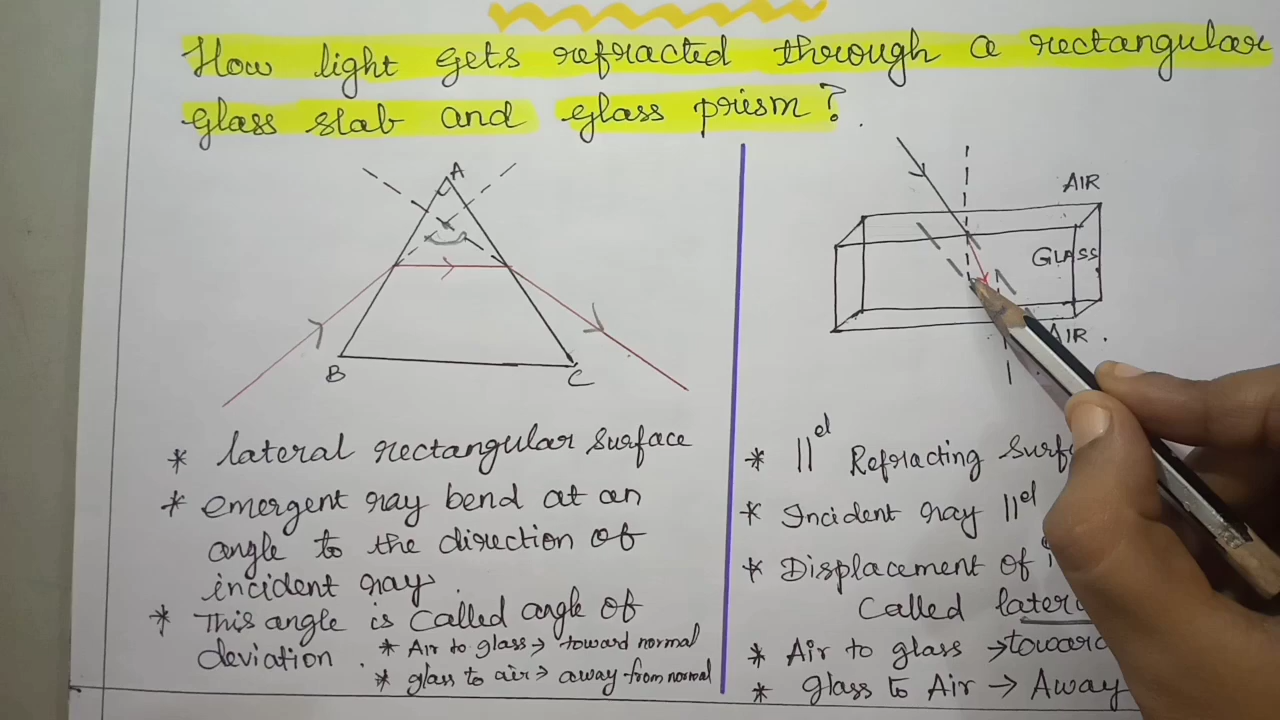 How light gets refracted through a rectangular
glass slab and glass prism?
A
B
C
AIR
GLASS
AIR .
* lateral rectangular surface
* emergent ray bend at an
angle to the direction of
incident ray.
* This angle is called angle of
deviation .
* Air to glass → toward normal
* glass to air → away from normal
* ||el Refracting Surf
* Incident ray ||el
* Displacement of
called later
* Air to glass → toward
* glass to Air → Away